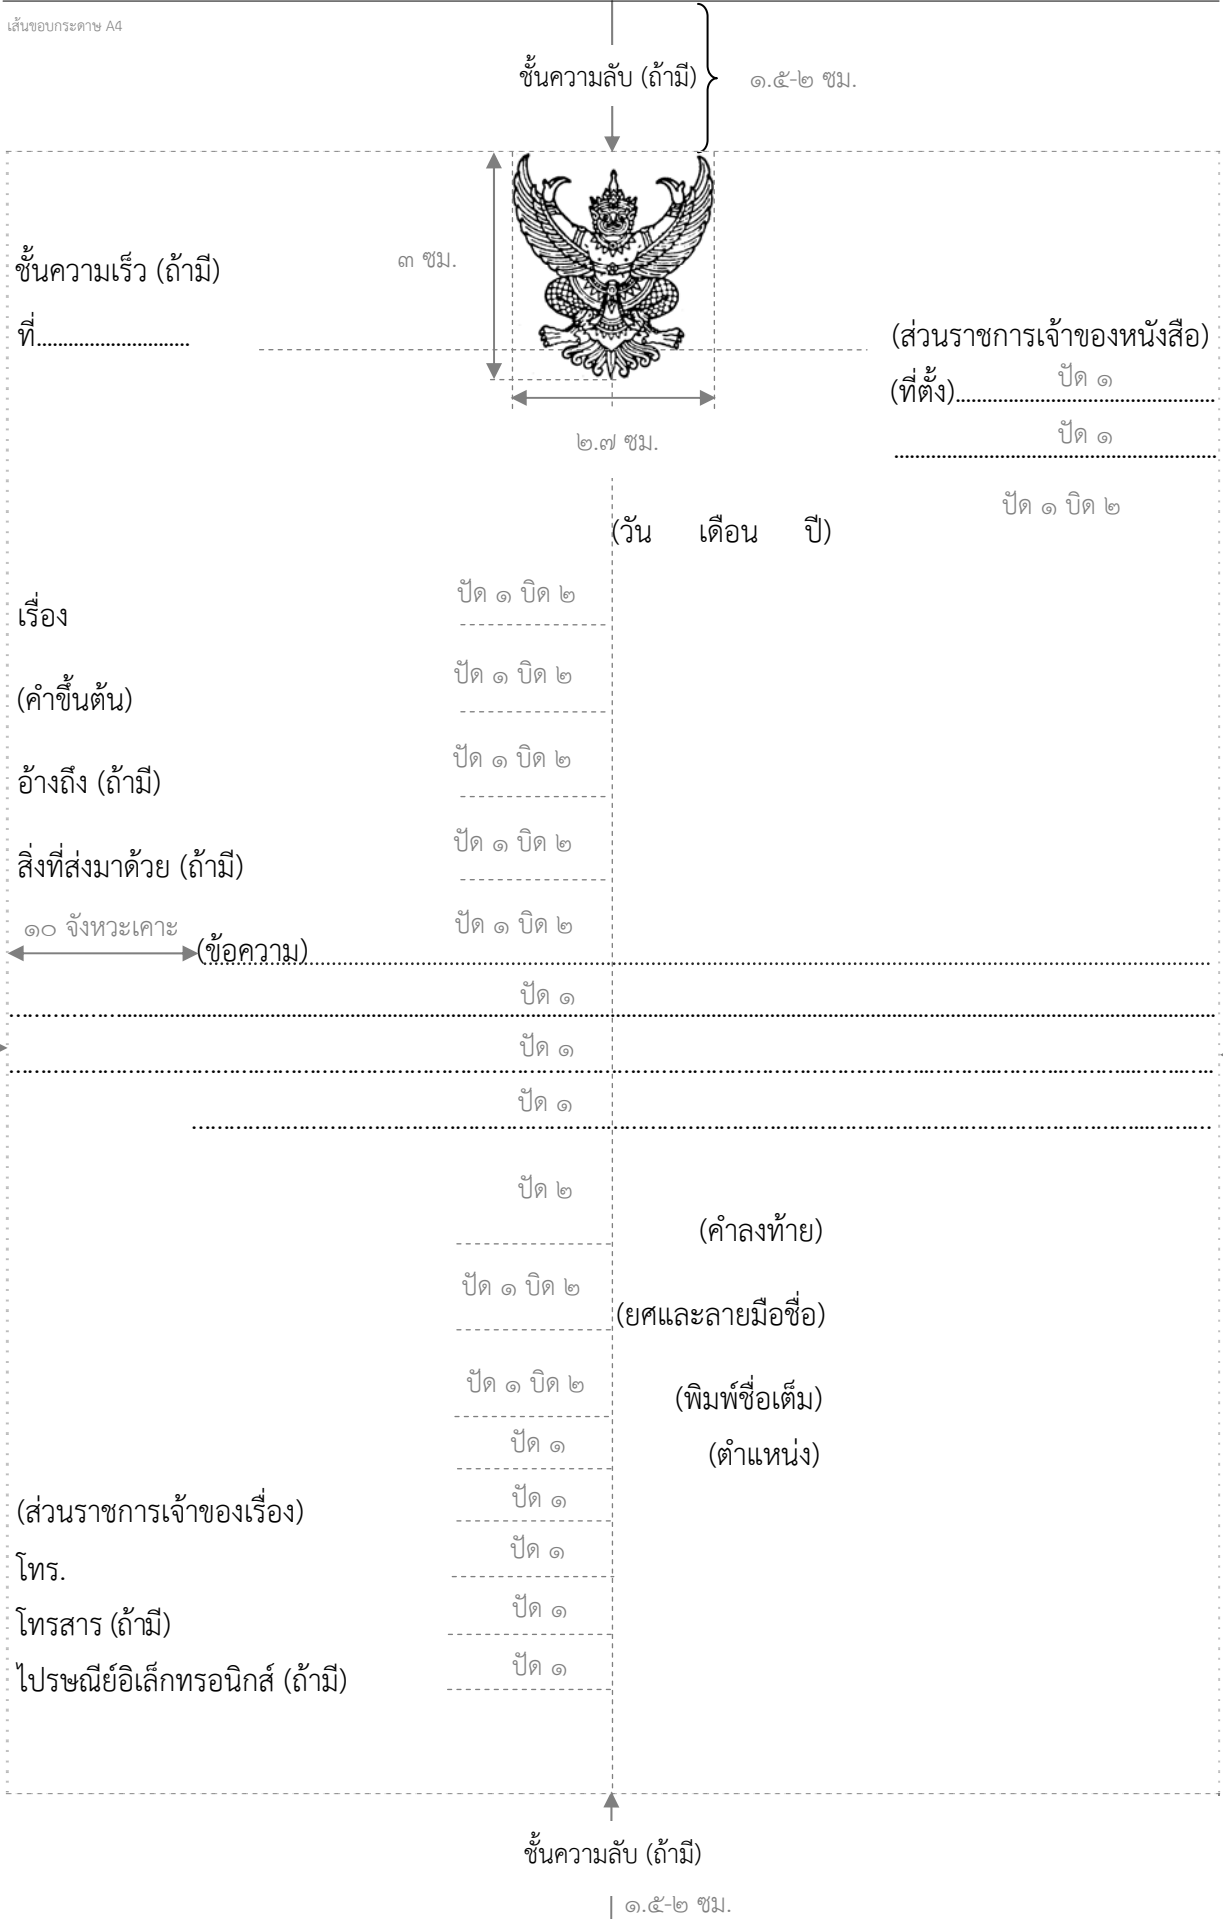 เส้นขอบกระดาษ A4
ชั้นความลับ (ถ้ามี) ๑.๕-๒ ซม.
ชั้นความเร็ว (ถ้ามี) ๓ ซม.
ที่............................. (ส่วนราชการเจ้าของหนังสือ)
ปัด ๑
(ที่ตั้ง)..................................................
ปัด ๑
๒.๗ ซม.
..............................................................
ปัด ๑ บิด ๒
(วัน เดือน ปี)
ปัด ๑ บิด ๒
เรื่อง
ปัด ๑ บิด ๒
(คำขึ้นต้น)
ปัด ๑ บิด ๒
อ้างถึง (ถ้ามี)
ปัด ๑ บิด ๒
สิ่งที่ส่งมาด้วย (ถ้ามี)
๑๐ จังหวะเคาะ ปัด ๑ บิด ๒
(ข้อความ)..............................................................................
ปัด ๑
..............................................................................
ปัด ๑
..............................................................................
ปัด ๑
..............................................................................
ปัด ๒
(คำลงท้าย)
ปัด ๑ บิด ๒
(ยศและลายมือชื่อ)
ปัด ๑ บิด ๒
(พิมพ์ชื่อเต็ม)
ปัด ๑
(ตำแหน่ง)
ปัด ๑
(ส่วนราชการเจ้าของเรื่อง)
ปัด ๑
โทร.
ปัด ๑
โทรสาร (ถ้ามี)
ปัด ๑
ไปรษณีย์อิเล็กทรอนิกส์ (ถ้ามี)
ชั้นความลับ (ถ้ามี)
๑.๕-๒ ซม.